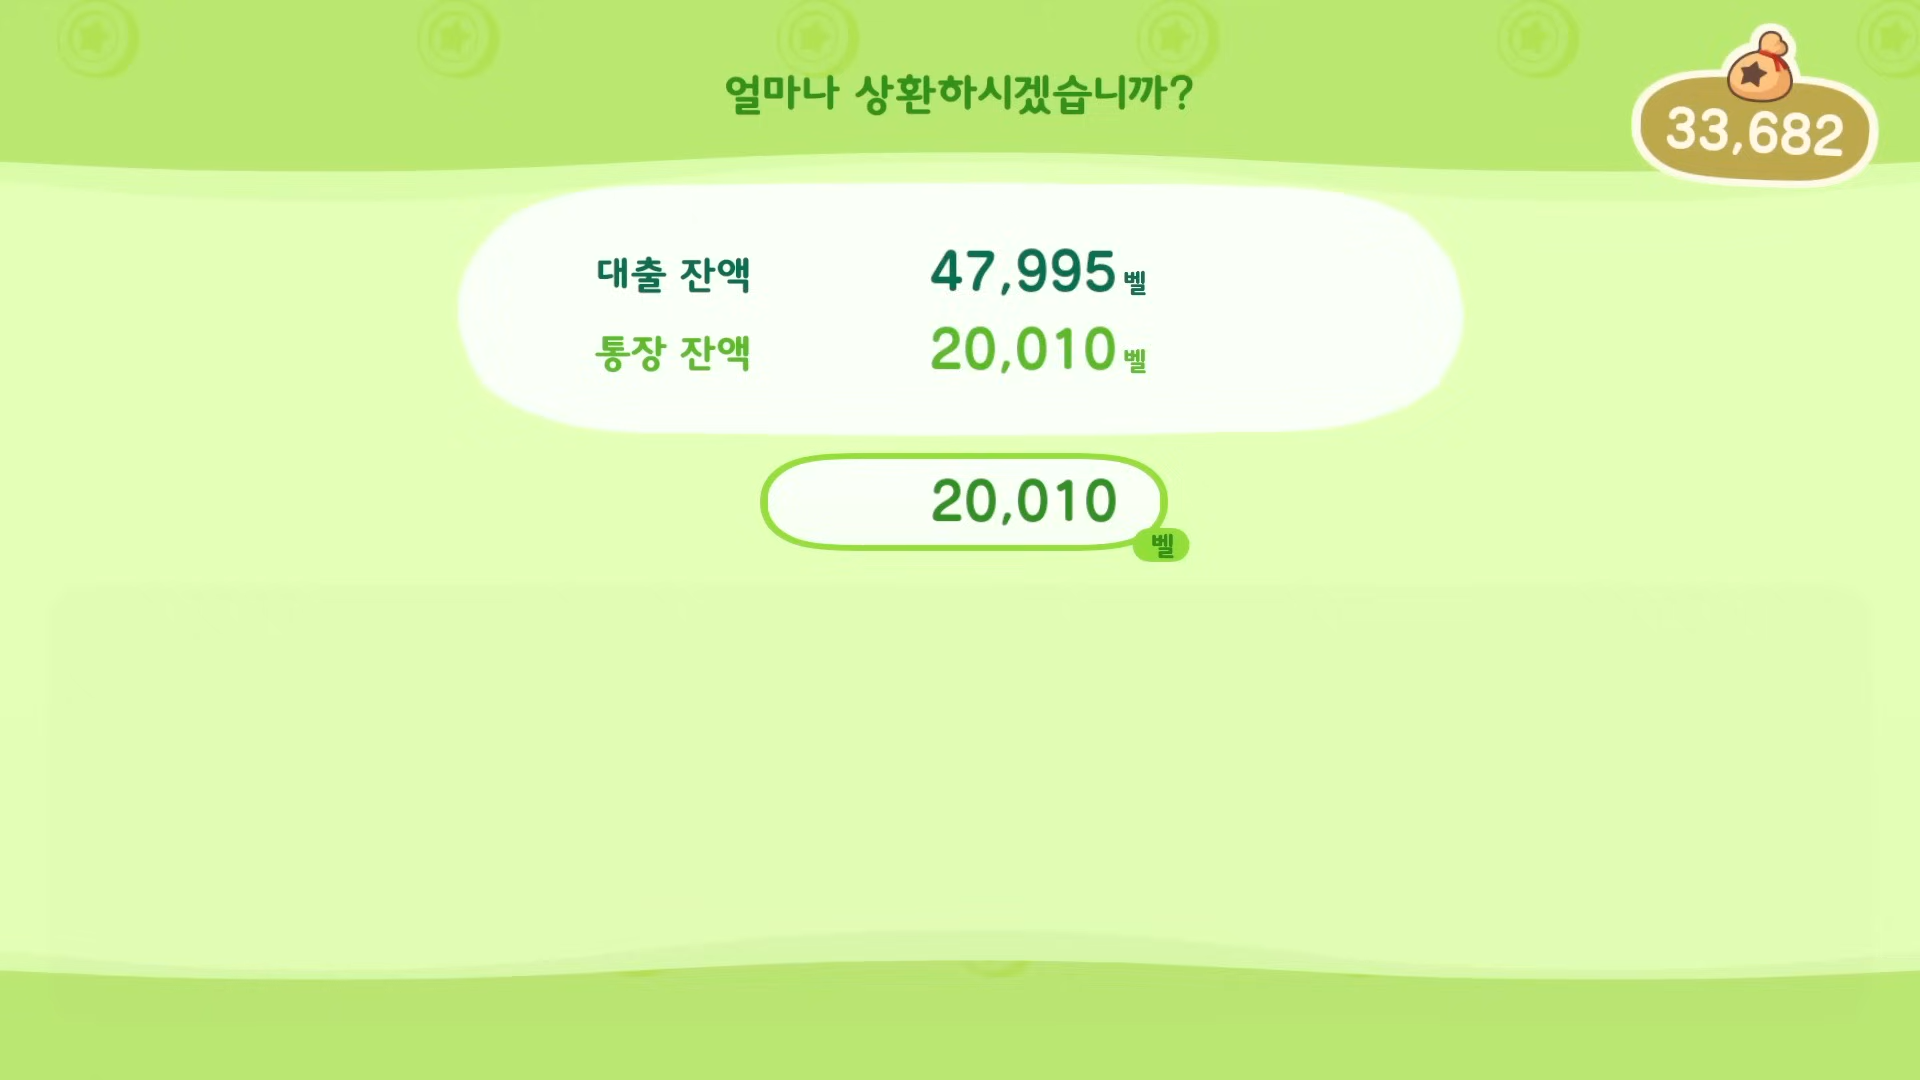 얼마나 상환하시겠습니까?
33,682
대출 잔액 47,995 벨
통장 잔액 20,010 벨
20,010
벨